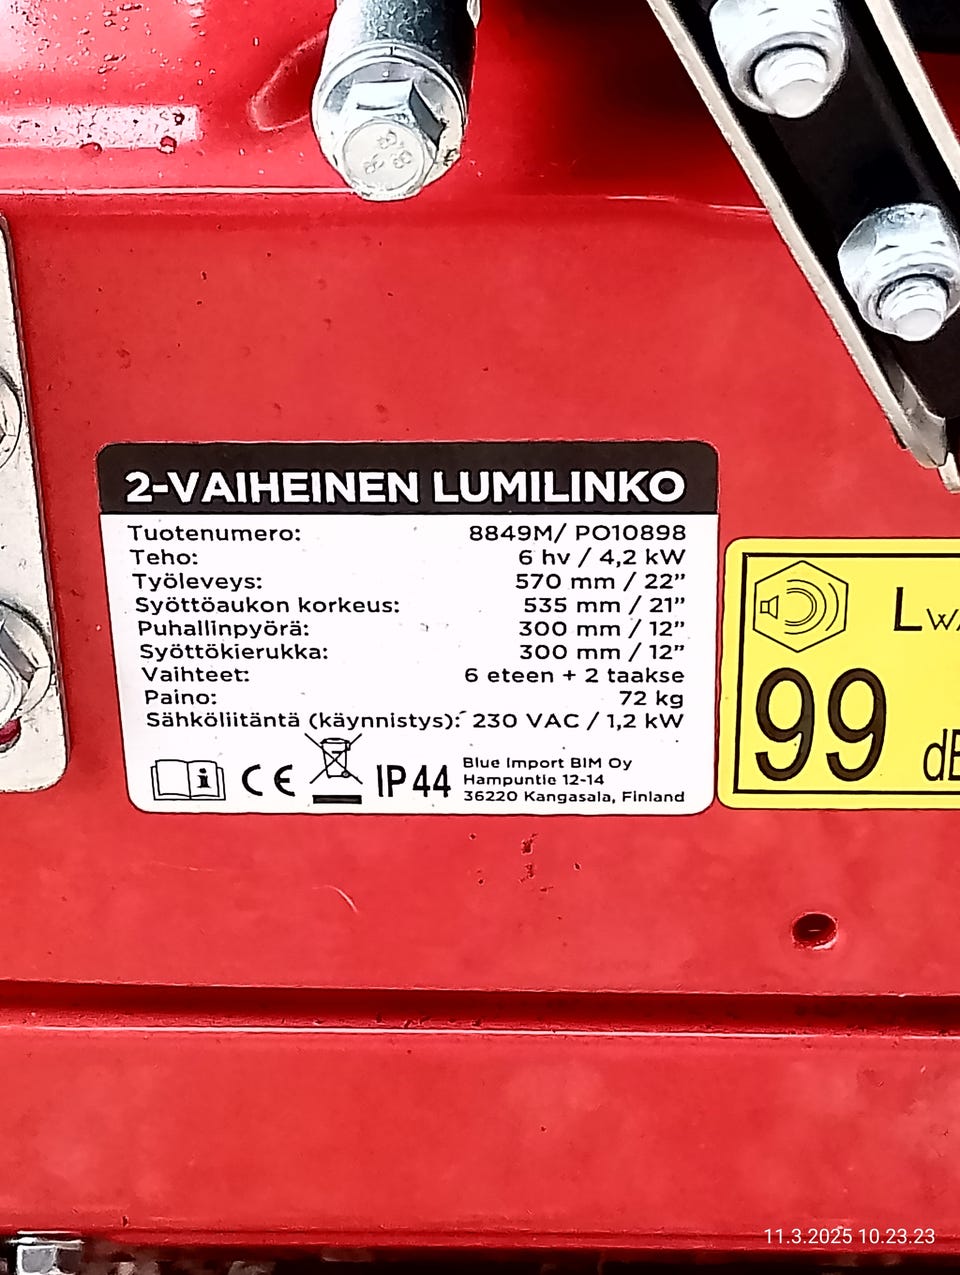 2-VAIHEINEN LUMILINKO
Tuotenumero: 8849M/ PO10898
Teho: 6 hv / 4,2 kW
Työleveys: 570 mm / 22”
Syöttöaukon korkeus: 535 mm / 21”
Puhallinpyörä: 300 mm / 12”
Syöttökierukka: 300 mm / 12”
Vaihteet: 6 eteen + 2 taakse
Paino: 72 kg
Sähköliitäntä (käynnistys): 230 VAC / 1,2 kW
i CE IP44
Blue Import BIM Oy
Hampuntie 12-14
36220 Kangasala, Finland
LW
99
dB
11.3.2025 10.23.23